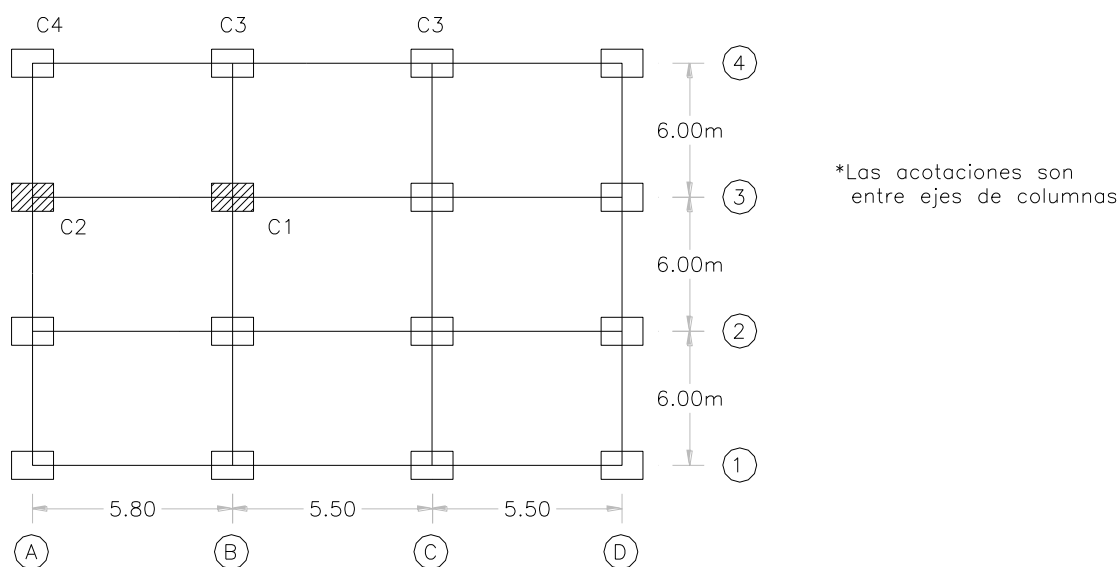 C4 C3 C3
4
6.00m
*Las acotaciones son
entre ejes de columnas
3
C2 C1
6.00m
2
6.00m
1
5.80 5.50 5.50
A B C D